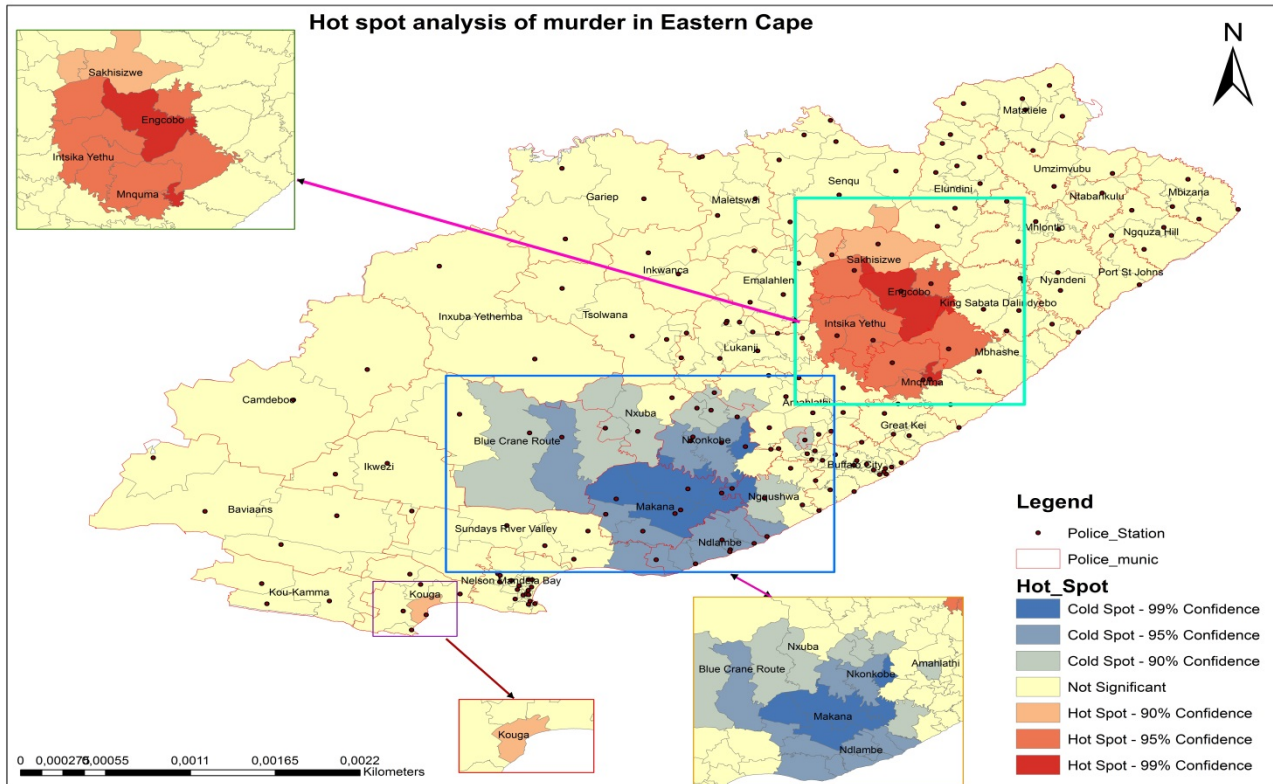 Hot spot analysis of murder in Eastern Cape
N
Sakhisizwe
Engcobo
Intsika Yethu
Mnquma
Matatiele
Umzimvubu
Senqu
Elundini
Mbizana
Ntabankulu
Gariep
Maletswai
Mhlontlo
Ngquza Hill
Sakhisizwe
Inkwanca
Emalahlen
Port St Johns
Nyandeni
Engcobo
King Sabata Dalindyebo
Inxuba Yethemba
Tsolwana
Intsika Yethu
Lukanji
Mbhashe
Mnquma
Camdeboo
Amahlathi
Nxuba
Great Kei
Blue Crane Route
Nkonkobe
Ikwezi
Buffalo City
Ngqushwa
Makana
Baviaans
Sundays River Valley
Ndlambe
Nelson Mandela Bay
Kou-Kamma
Kouga
Legend
Police_Station
Police_munic
Hot_Spot
Cold Spot - 99% Confidence
Cold Spot - 95% Confidence
Cold Spot - 90% Confidence
Not Significant
Hot Spot - 90% Confidence
Hot Spot - 95% Confidence
Hot Spot - 99% Confidence
Nxuba
Blue Crane Route
Amahlathi
Nkonkobe
Makana
Ndlambe
Kouga
0 0,000275 0,00055 0,0011 0,00165 0,0022
Kilometers